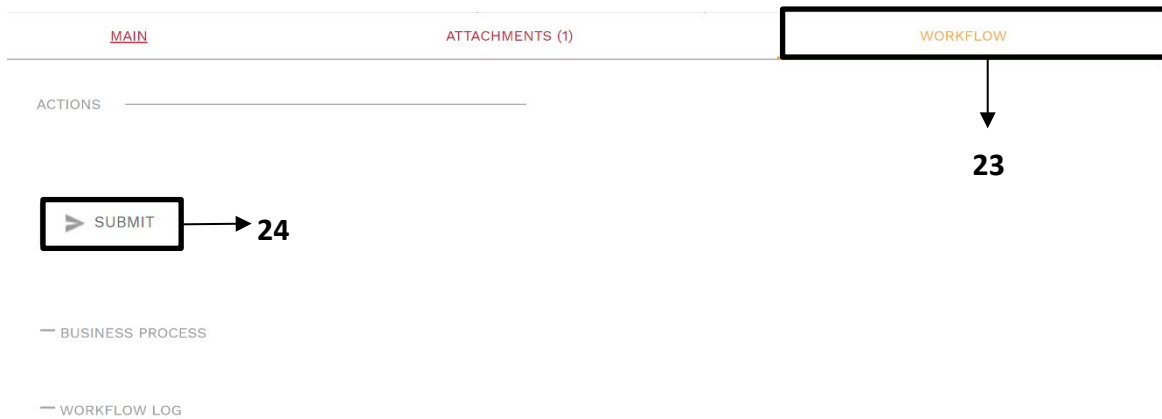 MAIN ATTACHMENTS (1) WORKFLOW
ACTIONS
23
SUBMIT 24
BUSINESS PROCESS
WORKFLOW LOG